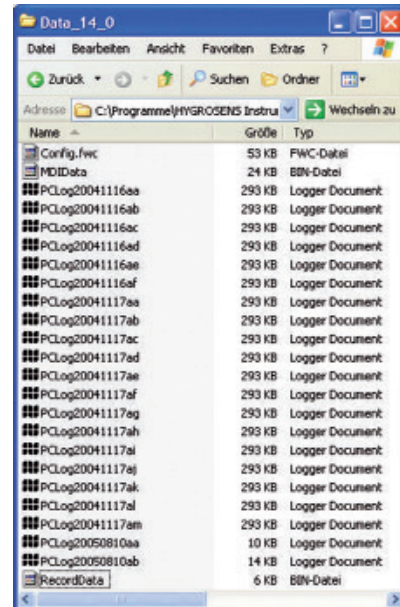 Data_14_0
Datei Bearbeiten Ansicht Favoriten Extras ?
Zurück Suchen Ordner
Adresse C:\Programme\HYGROSENS Instru Wechseln zu
Name Größe Typ
Config.fwc 53 KB FWC-Datei
MDIData 24 KB BIN-Datei
PCLog20041116aa 293 KB Logger Document
PCLog20041116ab 293 KB Logger Document
PCLog20041116ac 293 KB Logger Document
PCLog20041116ad 293 KB Logger Document
PCLog20041116ae 293 KB Logger Document
PCLog20041116af 293 KB Logger Document
PCLog20041117aa 293 KB Logger Document
PCLog20041117ab 293 KB Logger Document
PCLog20041117ac 293 KB Logger Document
PCLog20041117ad 293 KB Logger Document
PCLog20041117ae 293 KB Logger Document
PCLog20041117af 293 KB Logger Document
PCLog20041117ag 293 KB Logger Document
PCLog20041117ah 293 KB Logger Document
PCLog20041117ai 293 KB Logger Document
PCLog20041117aj 293 KB Logger Document
PCLog20041117ak 293 KB Logger Document
PCLog20041117al 293 KB Logger Document
PCLog20041117am 293 KB Logger Document
PCLog20050810aa 10 KB Logger Document
PCLog20050810ab 14 KB Logger Document
RecordData 6 KB BIN-Datei